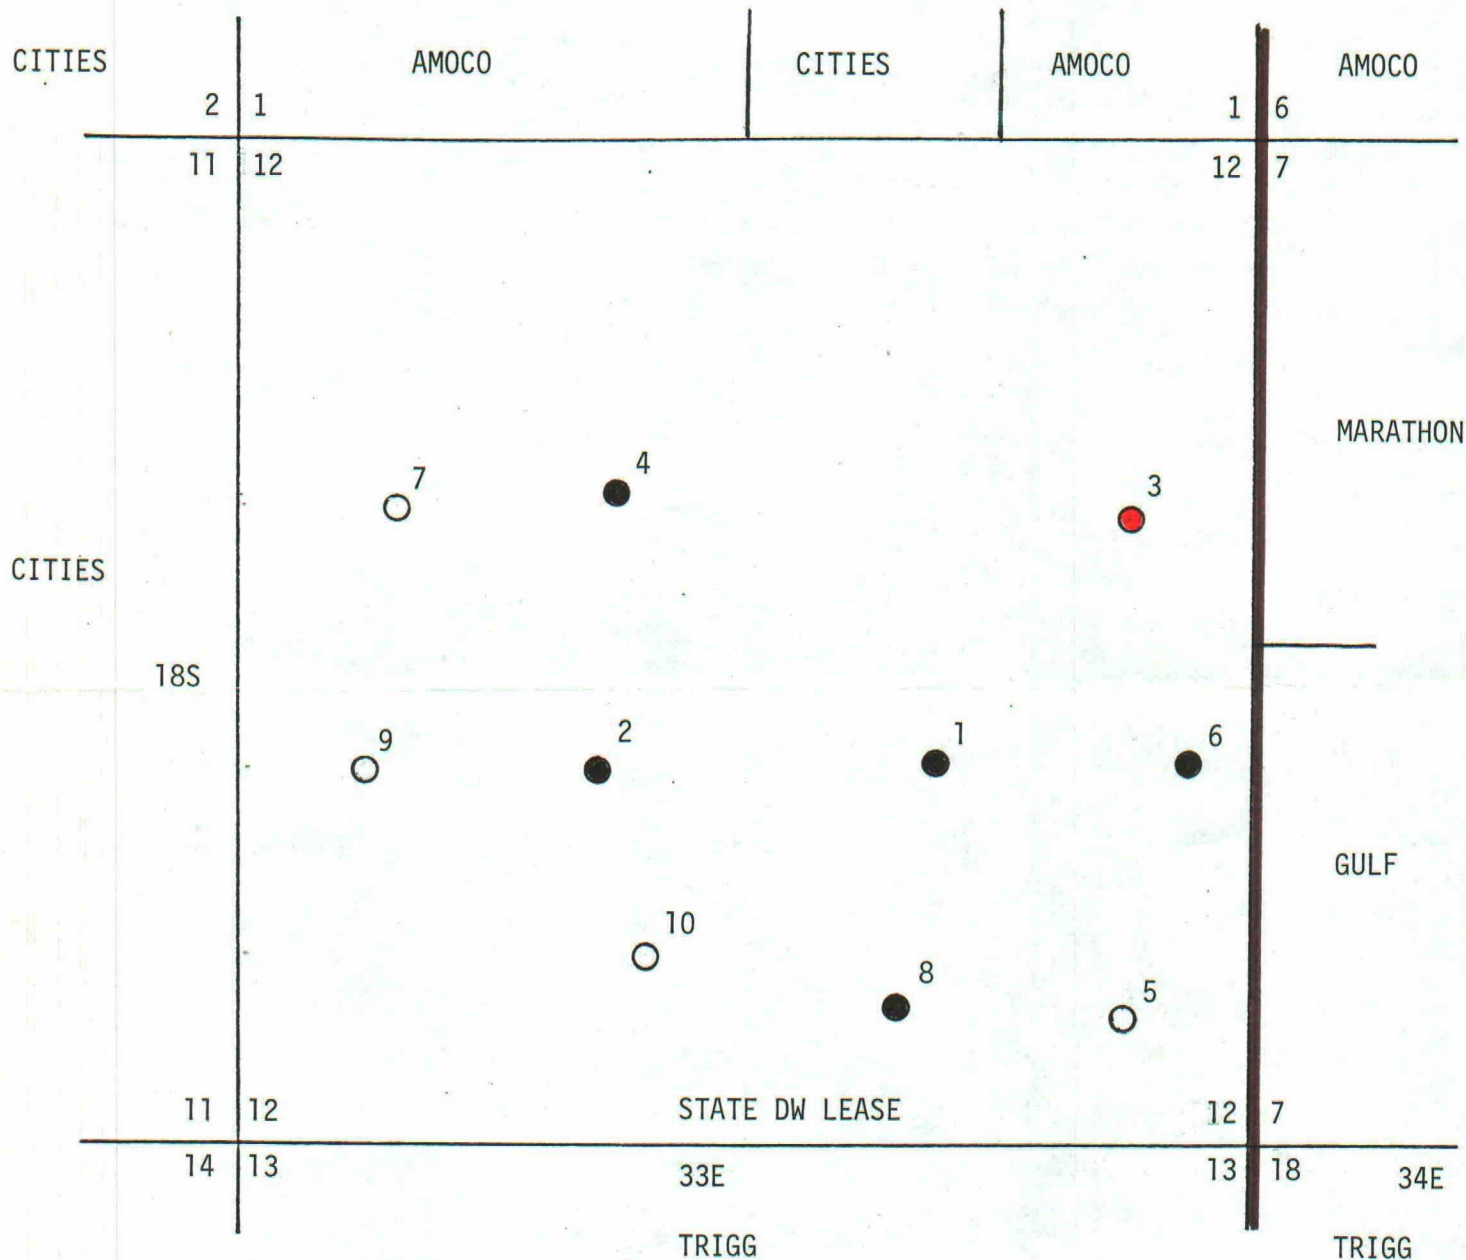 CITIES AMOCO CITIES AMOCO AMOCO
2 1 1 6
11 12 12 7
MARATHON
7 4 3
CITIES
18S
9 2 1 6
GULF
10
8 5
11 12 STATE DW LEASE 12 7
14 13 33E 13 18 34E
TRIGG TRIGG